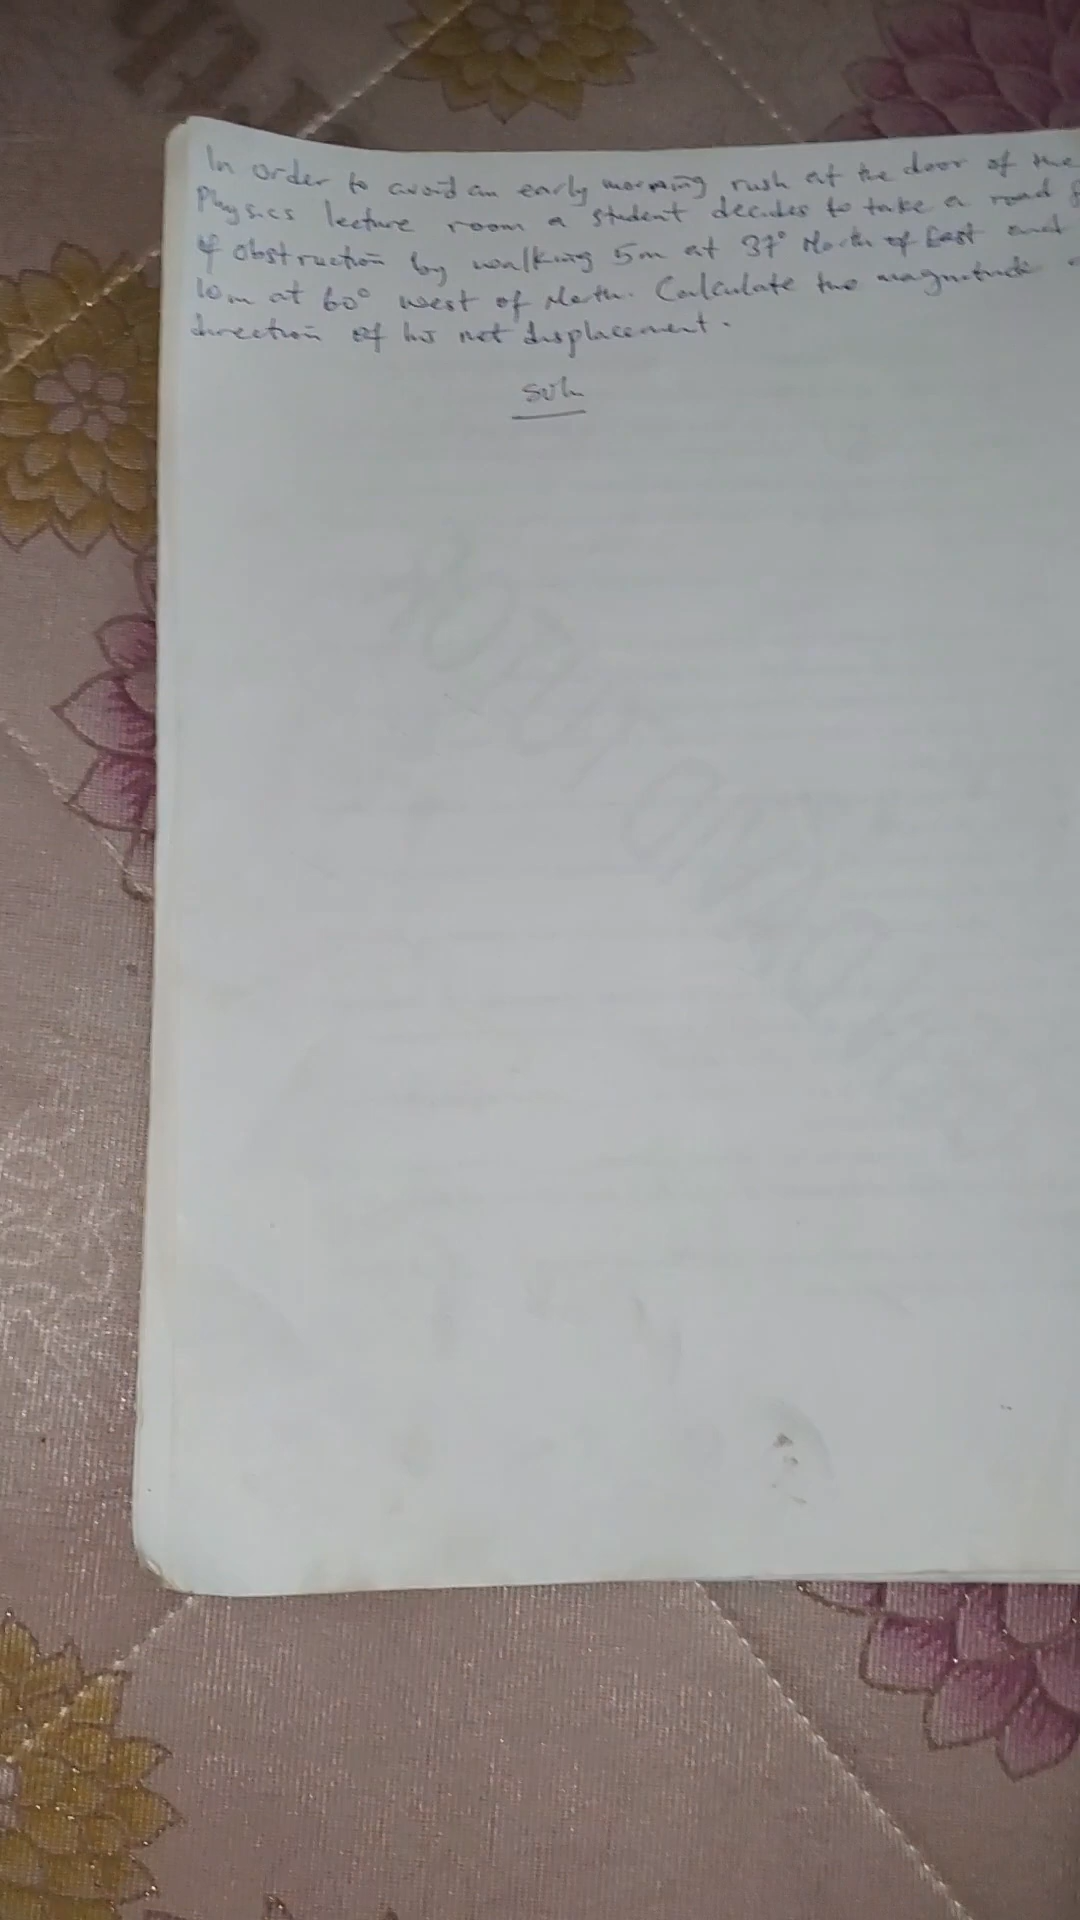 In order to avoid an early morning rush at the door of the
Physics lecture room a student decides to take a road
of obstruction by walking 5m at 37° North of East and
10m at 60° west of North. Calculate the magnitude
direction of his net displacement.
Soln